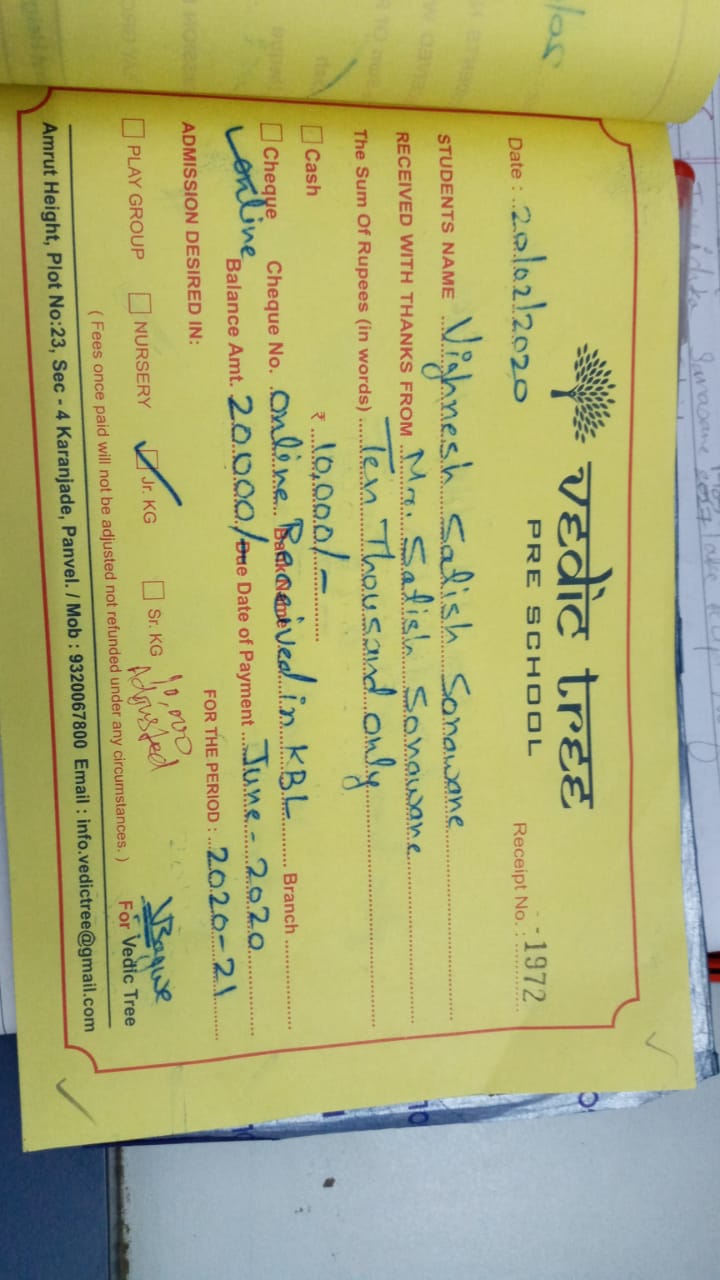 vedic tree
PRE SCHOOL
Date : 20/02/2020 Receipt No. : 1972
STUDENTS NAME Vighnesh Satish Sonawane
RECEIVED WITH THANKS FROM Mr. Satish Sonawane
The Sum Of Rupees (in words) Ten Thousand only
Cash ₹ 10,000/-
Cheque Cheque No. online Received in KBL Bank Name Branch
online Balance Amt. 20000/- Due Date of Payment June - 2020
ADMISSION DESIRED IN: FOR THE PERIOD : 2020-21
PLAY GROUP NURSERY Jr. KG Sr. KG 10,000 Adjusted
( Fees once paid will not be adjusted not refunded under any circumstances. ) For Vedic Tree
Amrut Height, Plot No:23, Sec - 4 Karanjade, Panvel. / Mob : 9320067800 Email : info.vedictree@gmail.com